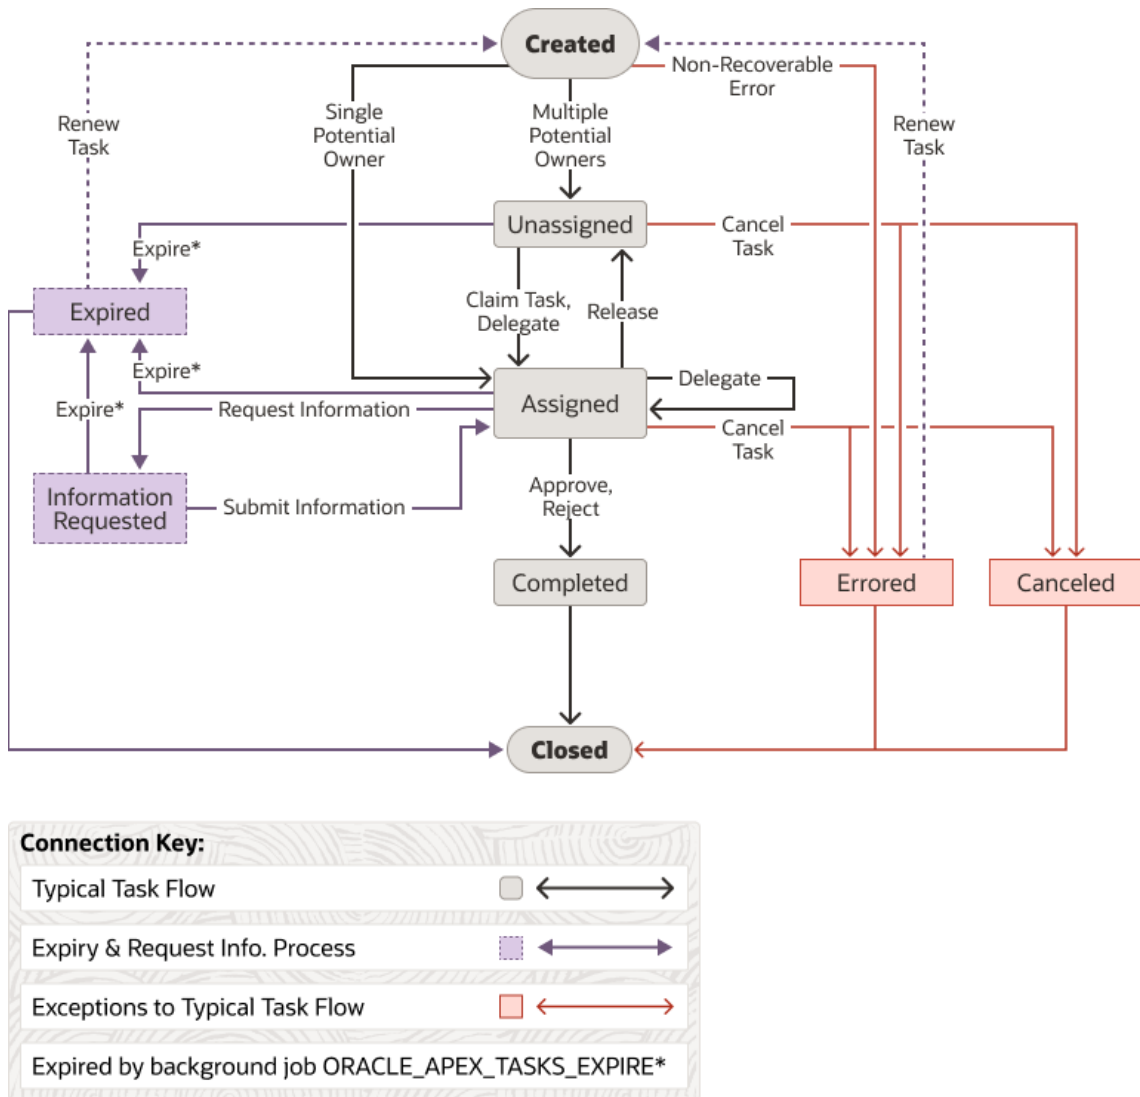 Created
Non-Recoverable
Error
Single
Potential
Owner
Multiple
Potential
Owners
Renew
Task
Renew
Task
Unassigned
Cancel
Task
Expire*
Expired
Claim Task,
Delegate
Release
Expire*
Delegate
Assigned
Expire*
Request Information
Cancel
Task
Information
Requested
Submit Information
Approve,
Reject
Completed
Errored
Canceled
Closed
Connection Key:
Typical Task Flow
Expiry & Request Info. Process
Exceptions to Typical Task Flow
Expired by background job ORACLE_APEX_TASKS_EXPIRE*